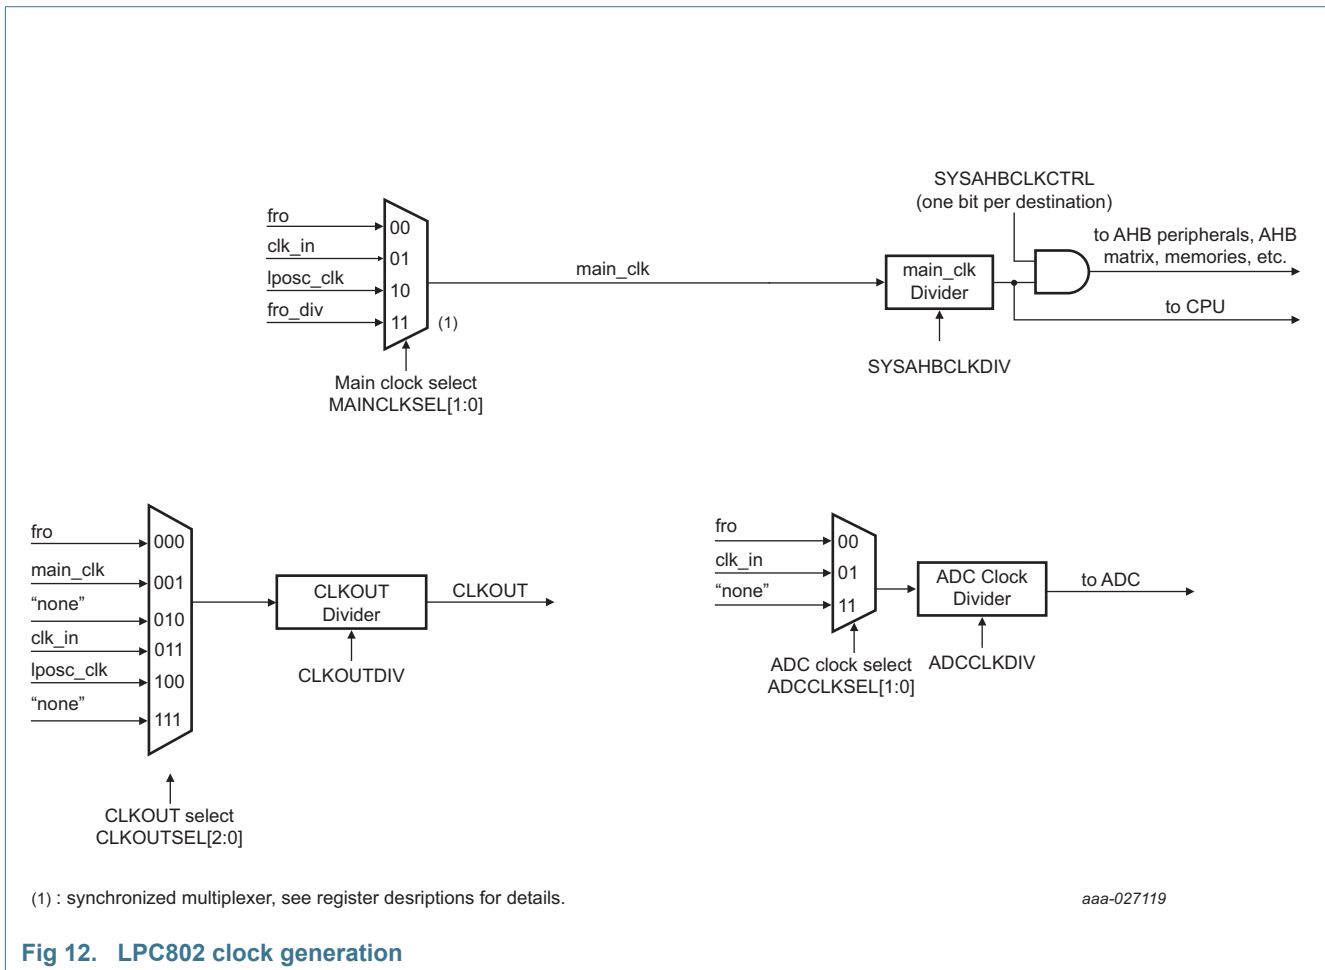 SYSAHBCLKCTRL
(one bit per destination)
fro
00
clk_in
01
lposc_clk
10
fro_div
11
(1)
main_clk
main_clk
Divider
to AHB peripherals, AHB
matrix, memories, etc.
to CPU
SYSAHBCLKDIV
Main clock select
MAINCLKSEL[1:0]
fro
000
main_clk
001
“none”
010
clk_in
011
lposc_clk
100
“none”
111
CLKOUT
Divider
CLKOUT
CLKOUTDIV
CLKOUT select
CLKOUTSEL[2:0]
fro
00
clk_in
01
“none”
11
ADC Clock
Divider
to ADC
ADC clock select
ADCCLKSEL[1:0]
ADCCLKDIV
(1) : synchronized multiplexer, see register desriptions for details.
aaa-027119
Fig 12. LPC802 clock generation